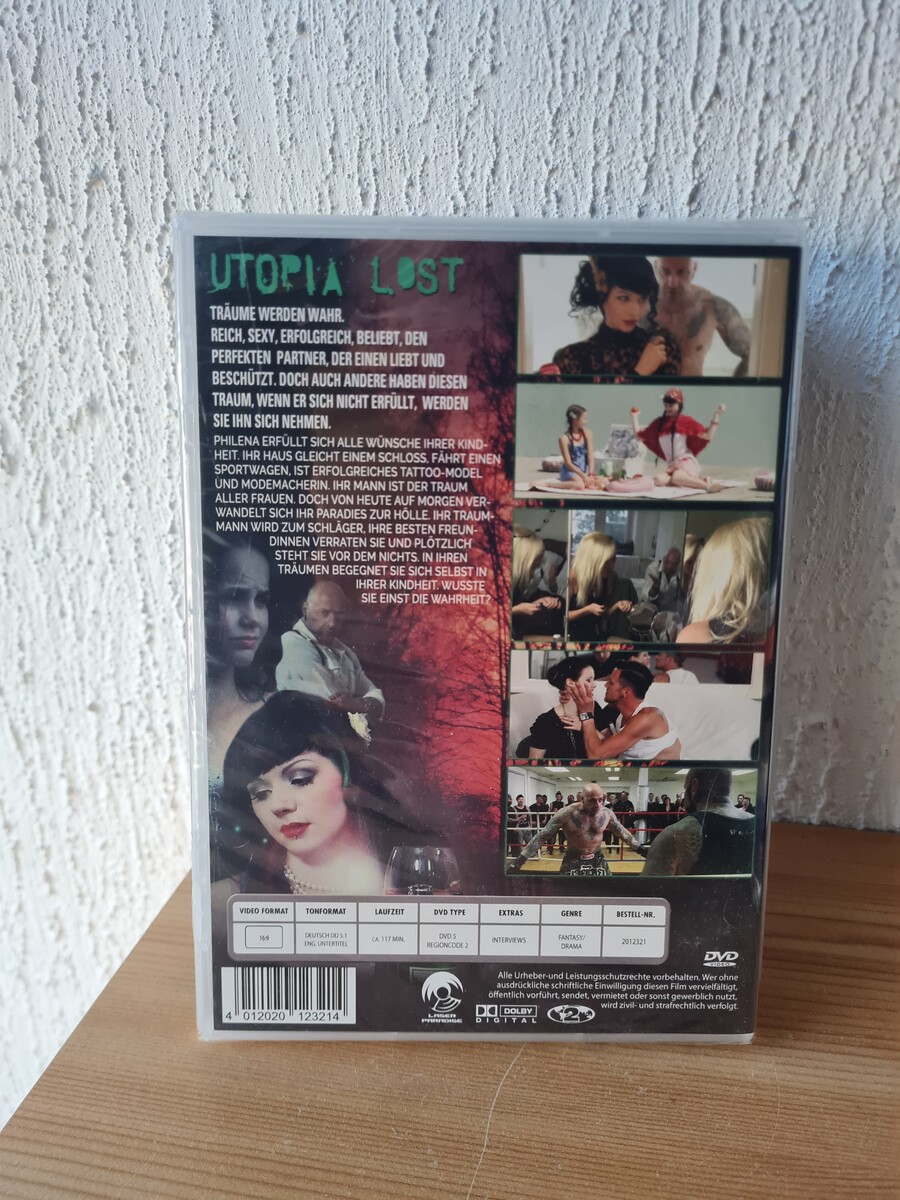 UTOPIA LOST
TRÄUME WERDEN WAHR.
REICH, SEXY, ERFOLGREICH, BELIEBT, DEN
PERFEKTEN PARTNER, DER EINEN LIEBT UND
BESCHÜTZT. DOCH AUCH ANDERE HABEN DIESEN
TRAUM, WENN ER SICH NICHT ERFÜLLT, WERDEN
SIE IHN SICH NEHMEN.
PHILENA ERFÜLLT SICH ALLE WÜNSCHE IHRER KIND-
HEIT. IHR HAUS GLEICHT EINEM SCHLOSS, FÄHRT EINEN
SPORTWAGEN, IST ERFOLGREICHES TATTOO-MODEL
UND MODEMACHERIN. IHR MANN IST DER TRAUM
ALLER FRAUEN. DOCH VON HEUTE AUF MORGEN VER-
WANDELT SICH IHR PARADIES ZUR HÖLLE. IHR TRAUM-
MANN WIRD ZUM SCHLÄGER, IHRE BESTEN FREUN-
DINNEN VERRATEN SIE UND PLÖTZLICH
STEHT SIE VOR DEM NICHTS. IN IHREN
TRÄUMEN BEGEGNET SIE SICH SELBST IN
IHRER KINDHEIT. WUSSTE
SIE EINST DIE WAHRHEIT?
VIDEO FORMAT TONFORMAT LAUFZEIT DVD TYPE EXTRAS GENRE BESTELL-NR.
16:9 DEUTSCH DD 5.1 CA. 117 MIN. DVD 5 INTERVIEWS FANTASY/ 2012321
ENG. UNTERTITEL REGIONCODE 2 DRAMA
DVD
VIDEO
4 012020 123214
LASER
PARADISE
Alle Urheber-und Leistungsschutzrechte vorbehalten. Wer ohne
ausdrückliche schriftliche Einwilligung diesen Film vervielfältigt,
öffentlich vorführt, sendet, vermietet oder sonst gewerblich nutzt,
wird zivil- und strafrechtlich verfolgt.
DOLBY
DIGITAL
2